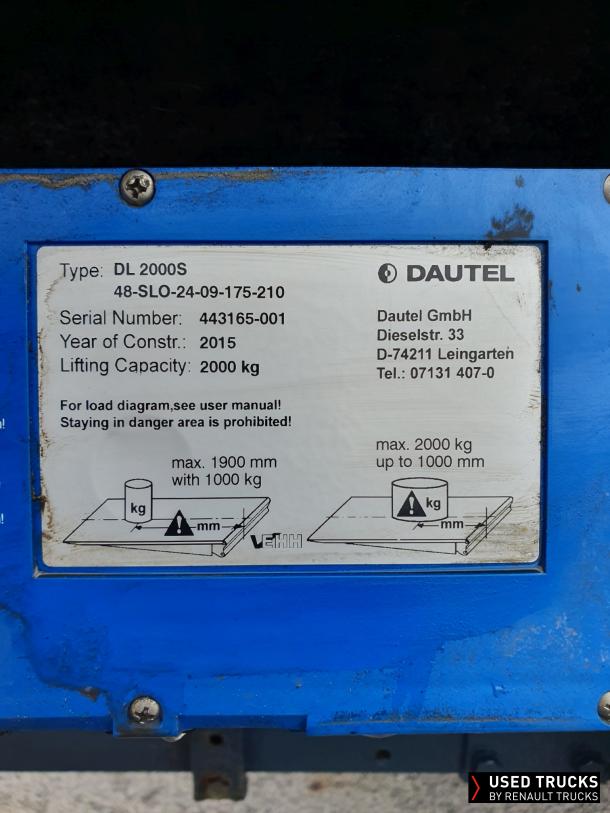 Type: DL 2000S
48-SLO-24-09-175-210
Serial Number: 443165-001
Year of Constr.: 2015
Lifting Capacity: 2000 kg
DAUTEL
Dautel GmbH
Dieselstr. 33
D-74211 Leingarten
Tel.: 07131 407-0
For load diagram,see user manual!
Staying in danger area is prohibited!
max. 1900 mm
with 1000 kg
kg
mm
max. 2000 kg
up to 1000 mm
kg
mm
USED TRUCKS
BY RENAULT TRUCKS